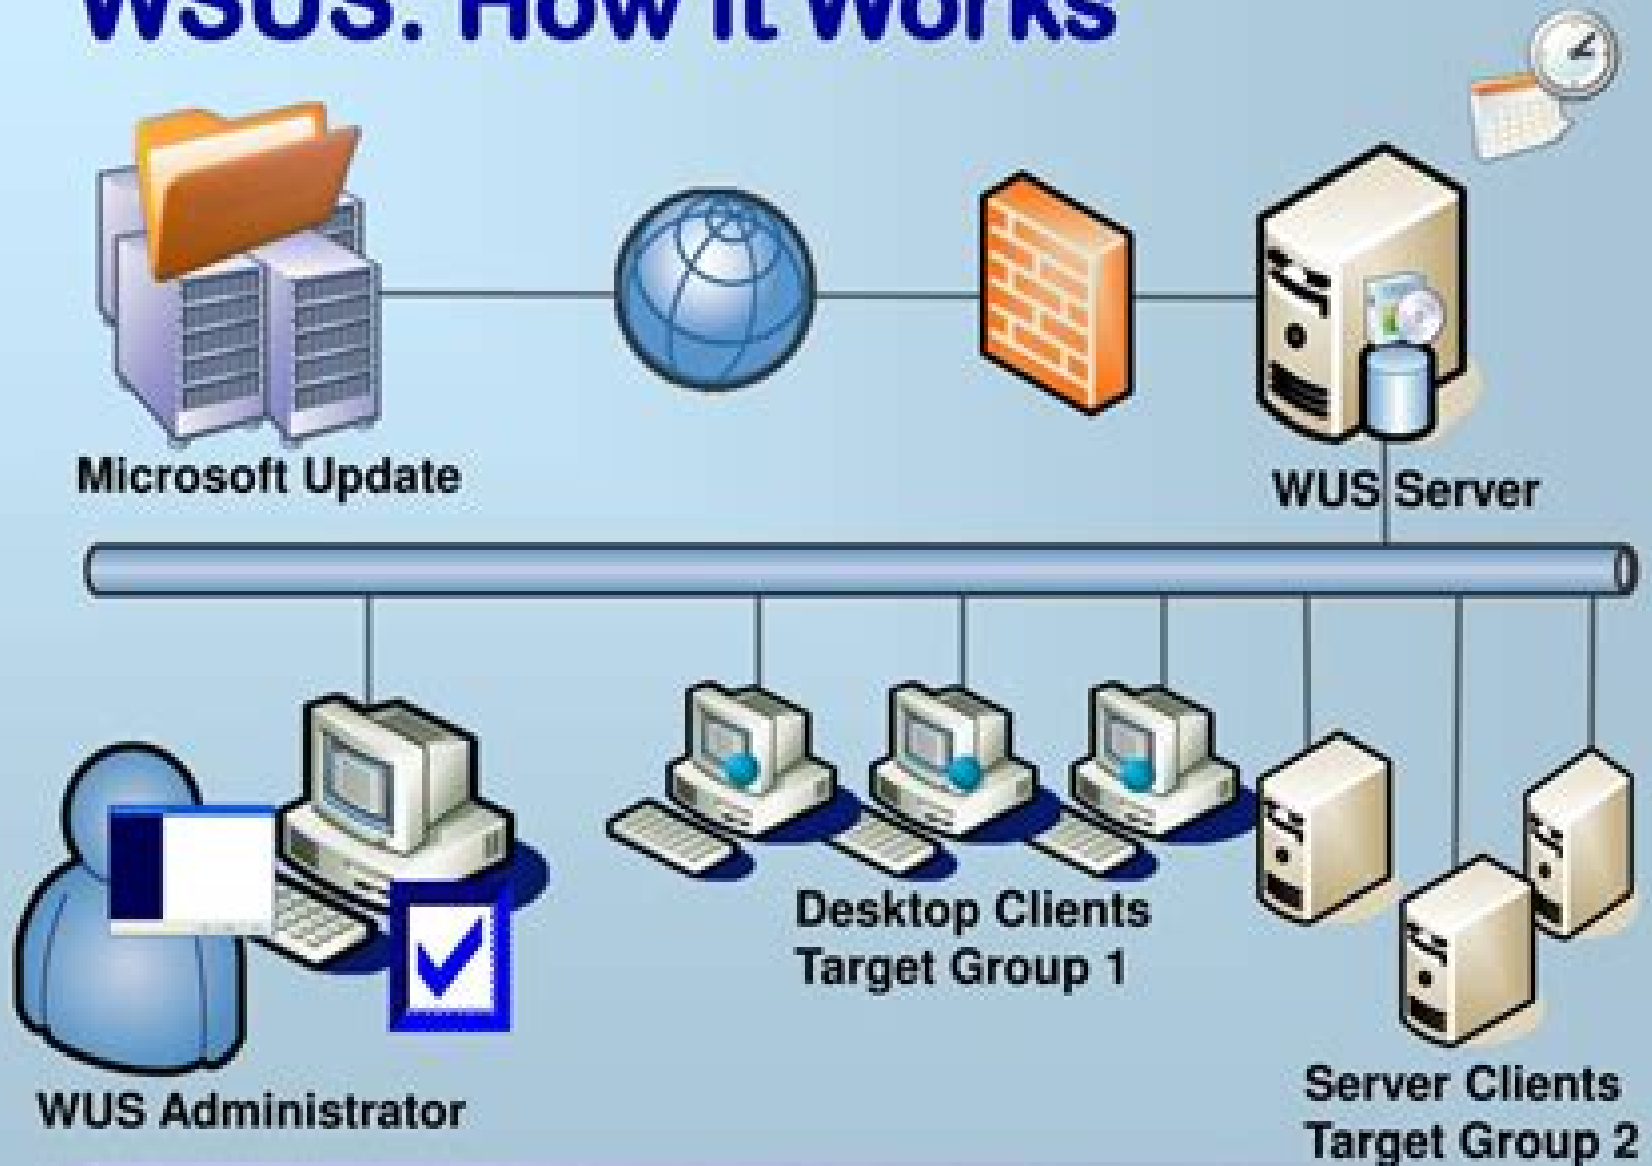 WSUS: How it Works
Microsoft Update
WUS Server
Desktop Clients
Target Group 1
WUS Administrator
Server Clients
Target Group 2